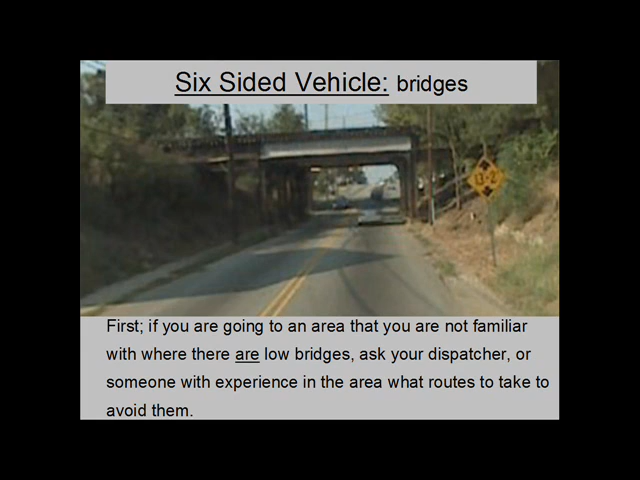 Six Sided Vehicle: bridges
13-2
First; if you are going to an area that you are not familiar
with where there are low bridges, ask your dispatcher, or
someone with experience in the area what routes to take to
avoid them.